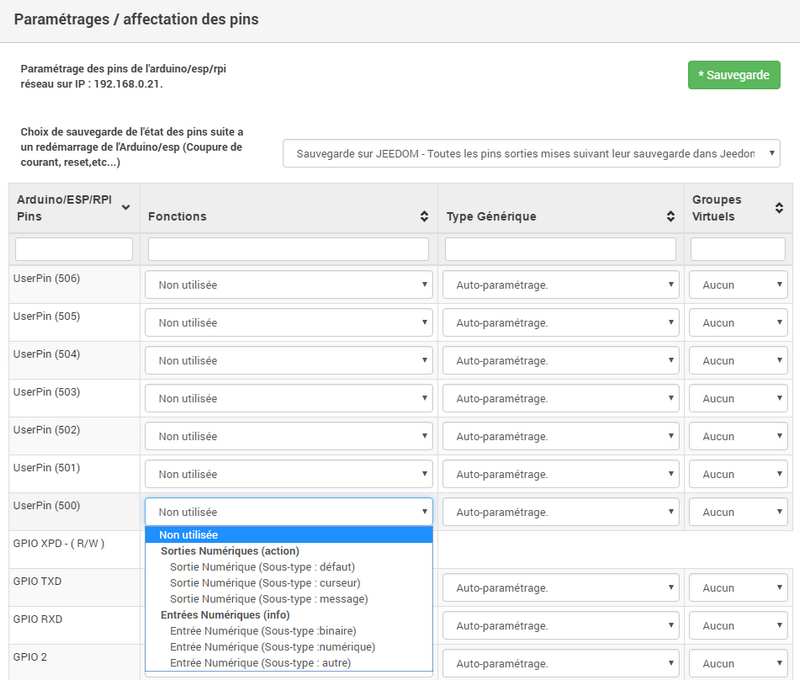 Paramétrages / affectation des pins
Paramétrage des pins de l'arduino/esp/rpi
réseau sur IP : 192.168.0.21.
* Sauvegarde
Choix de sauvegarde de l'état des pins suite a
un redémarrage de l'Arduino/esp (Coupure de
courant, reset,etc...)
Sauvegarde sur JEEDOM - Toutes les pins sorties mises suivant leur sauvegarde dans Jeedon
Arduino/ESP/RPI
Pins
Fonctions
Type Générique
Groupes
Virtuels
UserPin (506)
Non utilisée
Auto-paramétrage.
Aucun
UserPin (505)
Non utilisée
Auto-paramétrage.
Aucun
UserPin (504)
Non utilisée
Auto-paramétrage.
Aucun
UserPin (503)
Non utilisée
Auto-paramétrage.
Aucun
UserPin (502)
Non utilisée
Auto-paramétrage.
Aucun
UserPin (501)
Non utilisée
Auto-paramétrage.
Aucun
UserPin (500)
Non utilisée
Auto-paramétrage.
Aucun
Non utilisée
Sorties Numériques (action)
Sortie Numérique (Sous-type : défaut)
Sortie Numérique (Sous-type : curseur)
Sortie Numérique (Sous-type : message)
Entrées Numériques (info)
Entrée Numérique (Sous-type :binaire)
Entrée Numérique (Sous-type :numérique)
Entrée Numérique (Sous-type : autre)
GPIO XPD - ( R/W )
GPIO TXD
Auto-paramétrage.
Aucun
GPIO RXD
Auto-paramétrage.
Aucun
GPIO 2
Auto-paramétrage.
Aucun